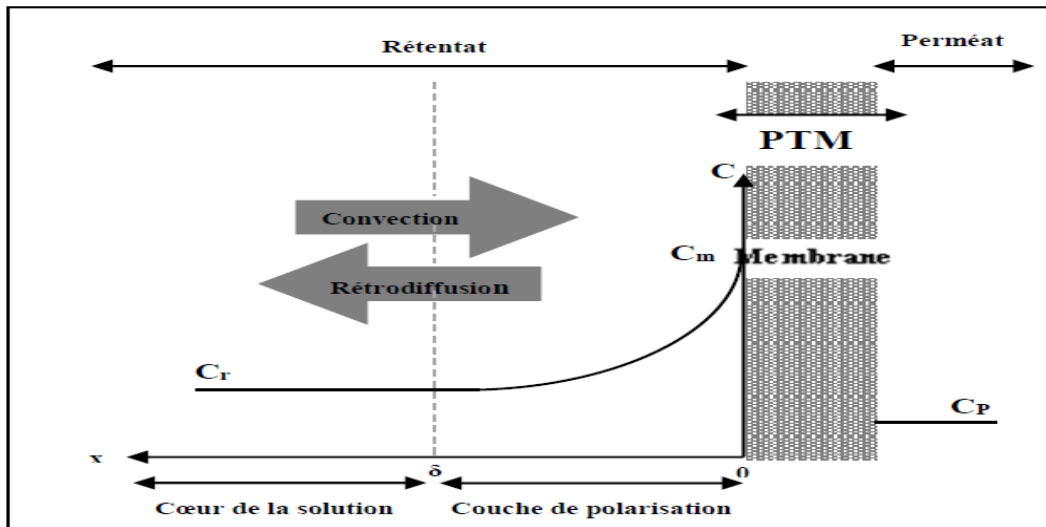 Rétentat
Perméat
PTM
C
Convection
Cm
Membrane
Rétrodiffusion
Cr
CP
x
δ
0
Cœur de la solution
Couche de polarisation